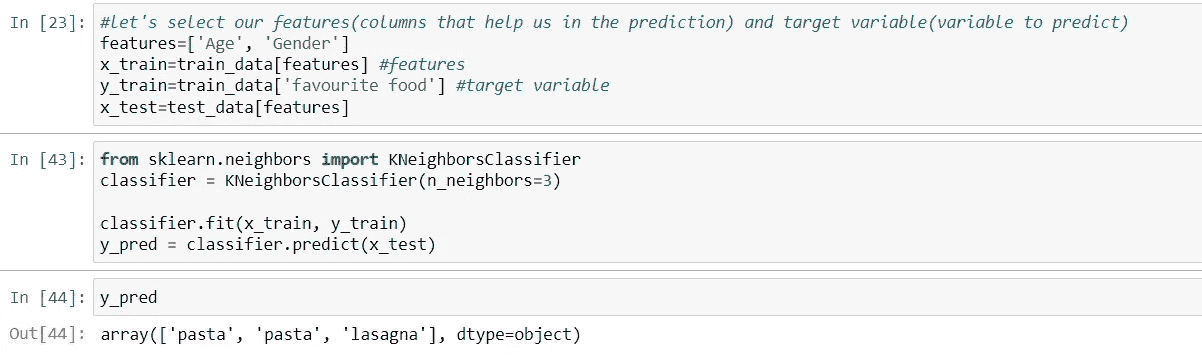 In [23]: #let's select our features(columns that help us in the prediction) and target variable(variable to predict)
features=['Age', 'Gender']
x_train=train_data[features] #features
y_train=train_data['favourite food'] #target variable
x_test=test_data[features]
In [43]: from sklearn.neighbors import KNeighborsClassifier
classifier = KNeighborsClassifier(n_neighbors=3)
classifier.fit(x_train, y_train)
y_pred = classifier.predict(x_test)
In [44]: y_pred
Out[44]: array(['pasta', 'pasta', 'lasagna'], dtype=object)